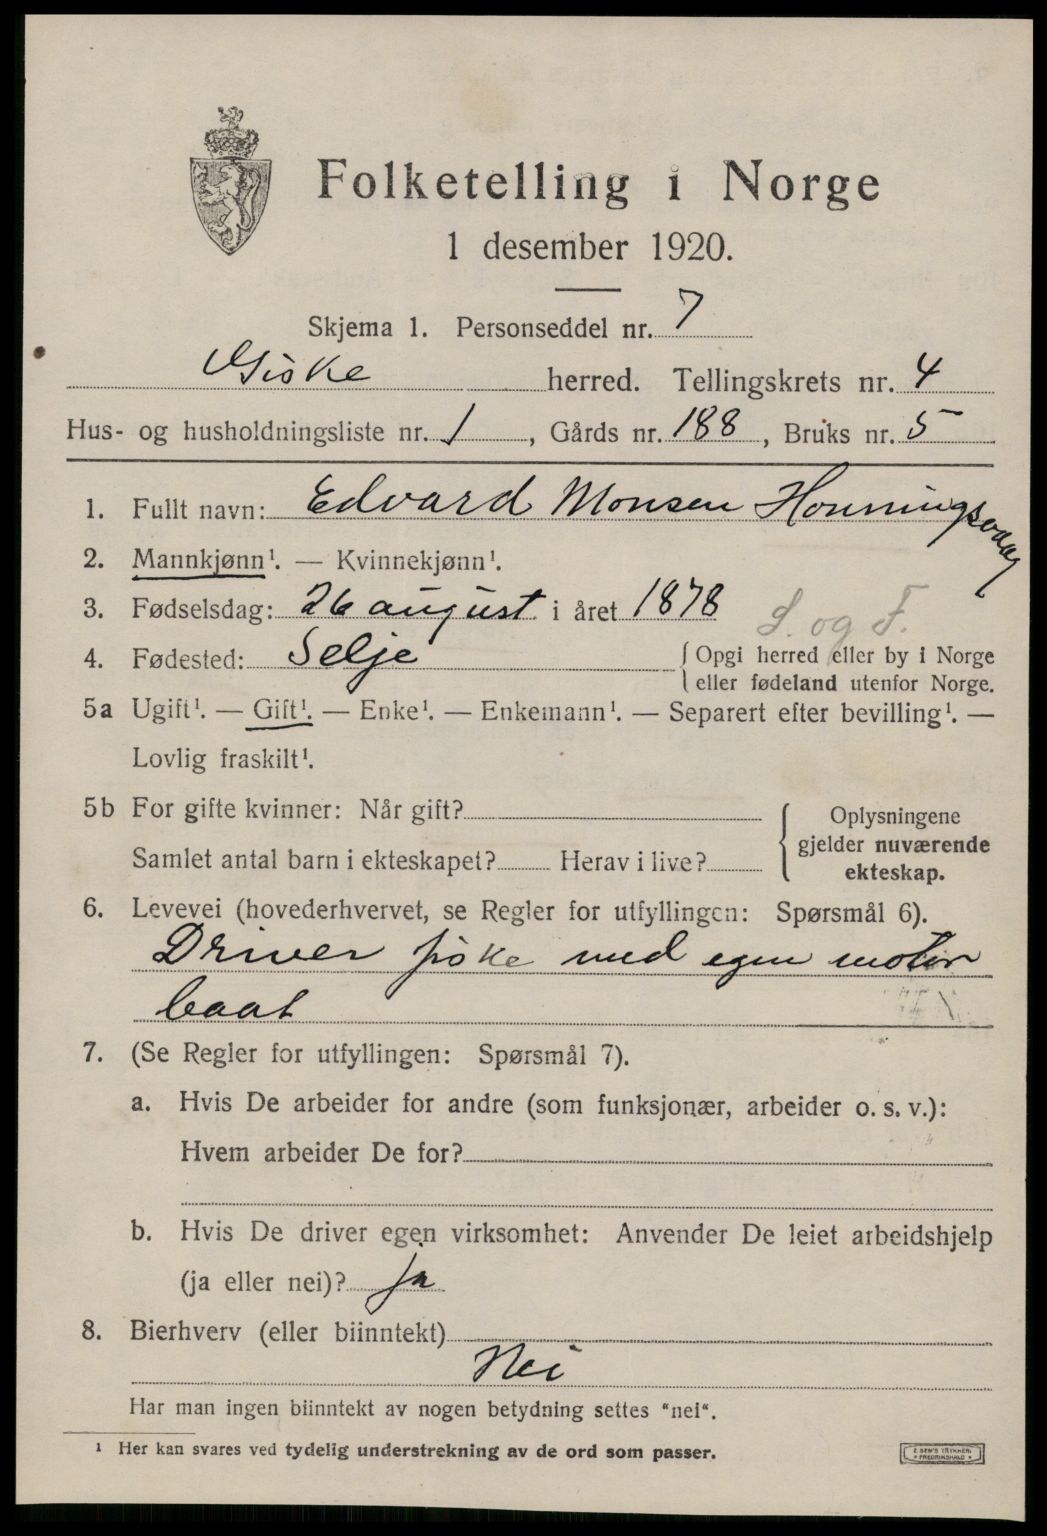 Folketelling i Norge
1 desember 1920.
Skjema 1. Personseddel nr. 7
Giske herred. Tellingskrets nr. 4
Hus- og husholdningsliste nr. 1, Gårds nr. 188, Bruks nr. 5
1. Fullt navn: Edvard Monsen Honningsvaag
2. Mannkjønn¹. — Kvinnekjønn¹.
3. Fødselsdag: 26 august i året 1878
S. og F.
4. Fødested: Selje { Opgi herred eller by i Norge
eller fødeland utenfor Norge.
5a Ugift¹. — Gift¹. — Enke¹. — Enkemann¹. — Separert efter bevilling¹. —
Lovlig fraskilt¹.
5b For gifte kvinner: Når gift?
Samlet antal barn i ekteskapet? Herav i live?
{ Oplysningene
gjelder nuværende
ekteskap.
6. Levevei (hovederhvervet, se Regler for utfyllingen: Spørsmål 6).
Driver fiske med egen motor
baat
7. (Se Regler for utfyllingen: Spørsmål 7).
a. Hvis De arbeider for andre (som funksjonær, arbeider o. s. v.):
Hvem arbeider De for?
b. Hvis De driver egen virksomhet: Anvender De leiet arbeidshjelp
(ja eller nei)? Ja
8. Bierhverv (eller biinntekt)
Nei
Har man ingen biinntekt av nogen betydning settes "nei".
¹ Her kan svares ved tydelig understrekning av de ord som passer.